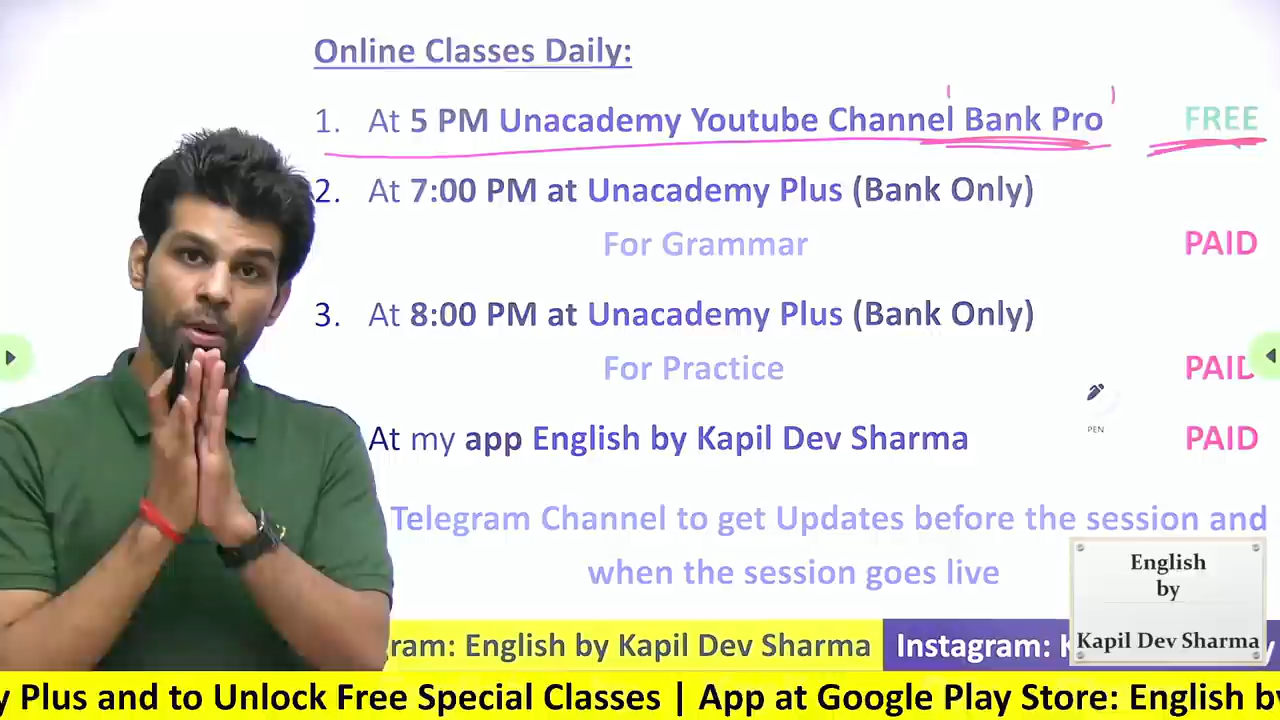 Online Classes Daily:
1. At 5 PM Unacademy Youtube Channel Bank Pro FREE
2. At 7:00 PM at Unacademy Plus (Bank Only)
For Grammar PAID
3. At 8:00 PM at Unacademy Plus (Bank Only)
For Practice PAID
PEN
At my app English by Kapil Dev Sharma PAID
Telegram Channel to get Updates before the session and
when the session goes live
English
by
Kapil Dev Sharma
gram: English by Kapil Dev Sharma Instagram: K y
y Plus and to Unlock Free Special Classes | App at Google Play Store: English by